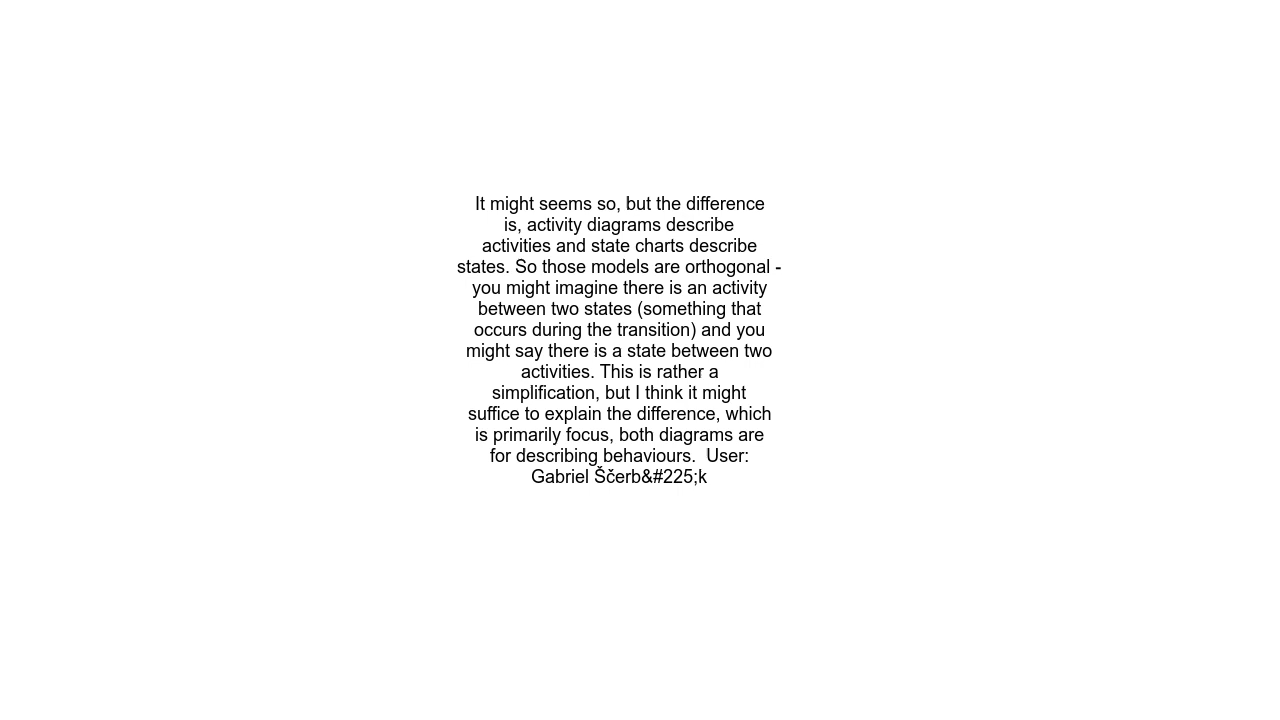 It might seems so, but the difference
is, activity diagrams describe
activities and state charts describe
states. So those models are orthogonal -
you might imagine there is an activity
between two states (something that
occurs during the transition) and you
might say there is a state between two
activities. This is rather a
simplification, but I think it might
suffice to explain the difference, which
is primarily focus, both diagrams are
for describing behaviours.  User:
Gabriel Ščerb&#225;k